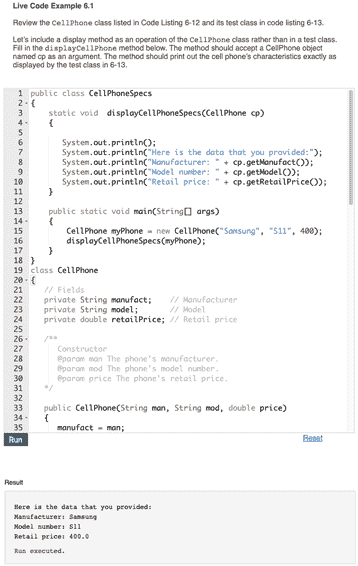 Live Code Example 6.1
Review the CellPhone class listed in Code Listing 6-12 and its test class in code listing 6-13.
Let's include a display method as an operation of the CellPhone class rather than in a test class.
Fill in the displayCellPhone method below. The method should accept a CellPhone object
named cp as an argument. The method should print out the cell phone's characteristics exactly as
displayed by the test class in 6-13.
1 public class CellPhoneSpecs
2 {
3 static void displayCellPhoneSpecs(CellPhone cp)
4 {
5
6 System.out.println();
7 System.out.println("Here is the data that you provided:");
8 System.out.println("Manufacturer: " + cp.getManufact());
9 System.out.println("Model number: " + cp.getModel());
10 System.out.println("Retail price: " + cp.getRetailPrice());
11 }
12
13 public static void main(String[] args)
14 {
15 CellPhone myPhone = new CellPhone("Samsung", "S11", 400);
16 displayCellPhoneSpecs(myPhone);
17 }
18 }
19 class CellPhone
20 {
21 // Fields
22 private String manufact; // Manufacturer
23 private String model; // Model
24 private double retailPrice; // Retail price
25
26 /**
27 Constructor
28 @param man The phone's manufacturer.
29 @param mod The phone's model number.
30 @param price The phone's retail price.
31 */
32
33 public CellPhone(String man, String mod, double price)
34 {
35 manufact = man;
Run Reset
Result
Here is the data that you provided:
Manufacturer: Samsung
Model number: S11
Retail price: 400.0
Run executed.